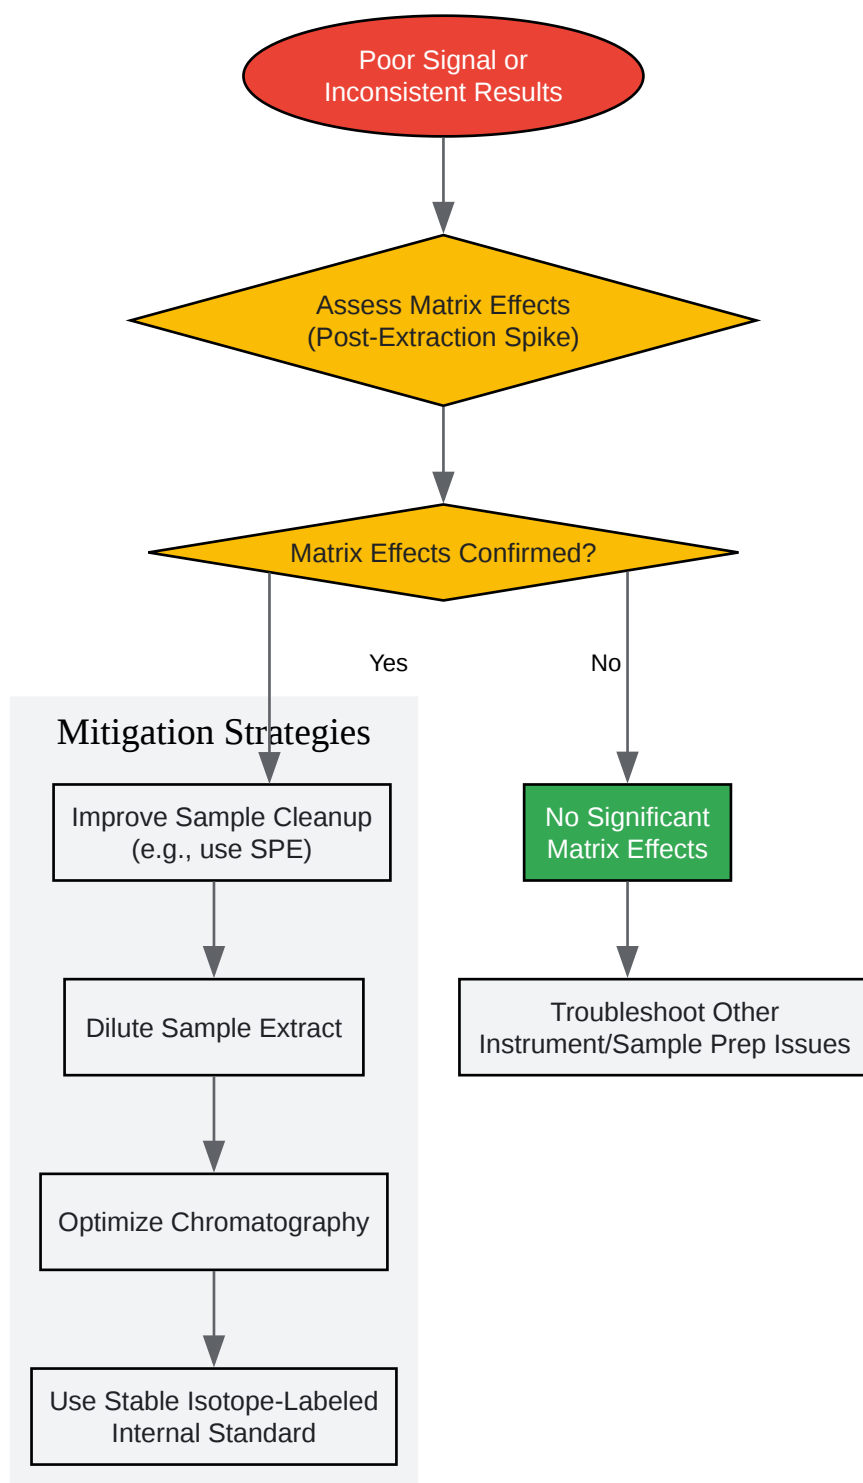 Poor Signal or
Inconsistent Results
Assess Matrix Effects
(Post-Extraction Spike)
Matrix Effects Confirmed?
Yes
No
Mitigation Strategies
Improve Sample Cleanup
(e.g., use SPE)
No Significant
Matrix Effects
Dilute Sample Extract
Troubleshoot Other
Instrument/Sample Prep Issues
Optimize Chromatography
Use Stable Isotope-Labeled
Internal Standard